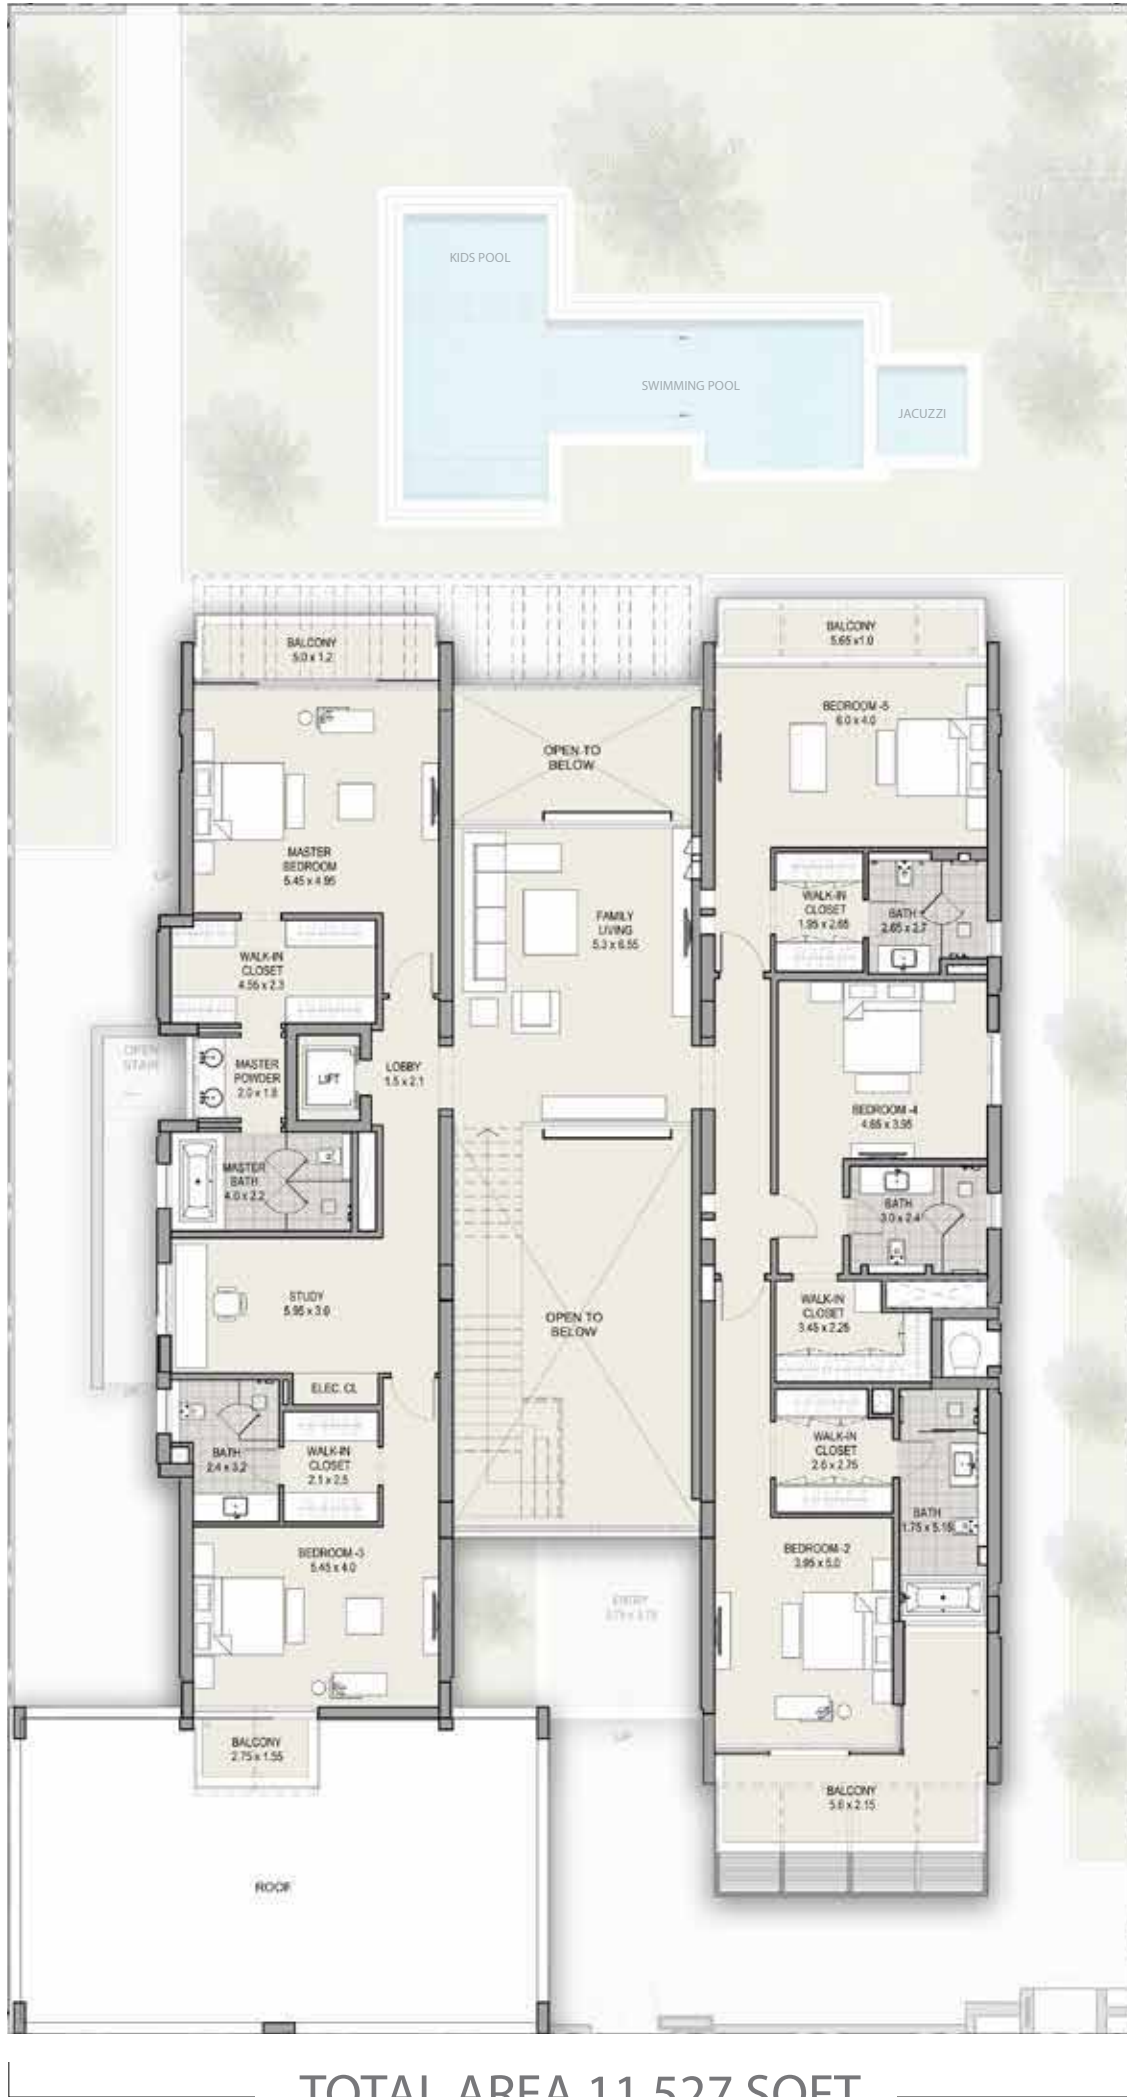 KIDS POOL
SWIMMING POOL
JACUZZI
BALCONY
5.0 x 1.2
BALCONY
5.65 x1.0
BEDROOM -5
6.0 x 4.0
OPEN TO
BELOW
MASTER
BEDROOM
5.45 x 4.95
FAMILY
LIVING
5.3 x 6.55
WALK-IN
CLOSET
1.95 x 2.65
BATH
2.65 x 2.7
WALK-IN
CLOSET
4.55 x 2.3
OPEN
STAIR
MASTER
POWDER
2.0 x 1.8
LIFT
LOBBY
1.5 x 2.1
BEDROOM -4
4.65 x 3.95
MASTER
BATH
4.0 x 2.2
BATH
3.0 x 2.4
STUDY
5.95 x 3.0
WALK-IN
CLOSET
3.45 x 2.25
OPEN TO
BELOW
ELEC. CL
BATH
2.4 x 3.2
WALK-IN
CLOSET
2.1 x 2.5
WALK-IN
CLOSET
2.6 x 2.75
BATH
1.75 x 5.15
BEDROOM -3
5.45 x 4.0
BEDROOM -2
3.95 x 5.0
ENTRY
BALCONY
2.75 x 1.55
BALCONY
5.6 x 2.15
ROOF
TOTAL AREA 11,527 SQFT